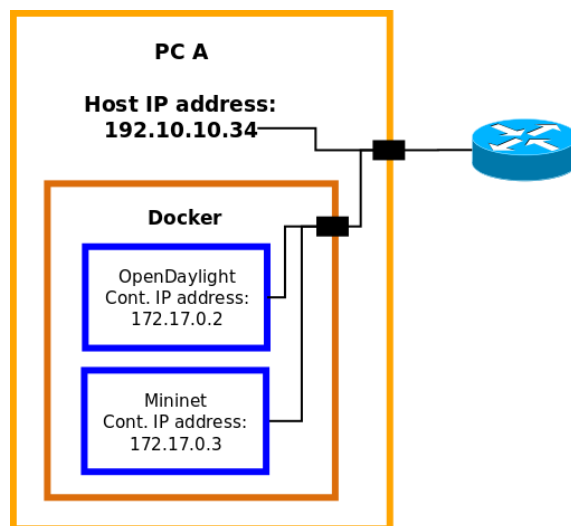 PC A
Host IP address:
192.10.10.34
Docker
OpenDaylight
Cont. IP address:
172.17.0.2
Mininet
Cont. IP address:
172.17.0.3